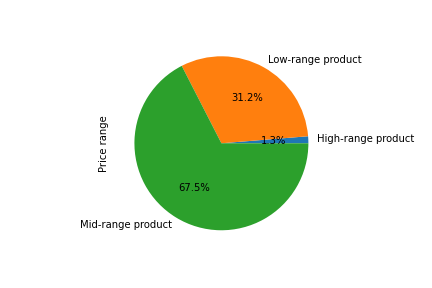 Low-range product
31.2%
High-range product
1.3%
Price range
67.5%
Mid-range product